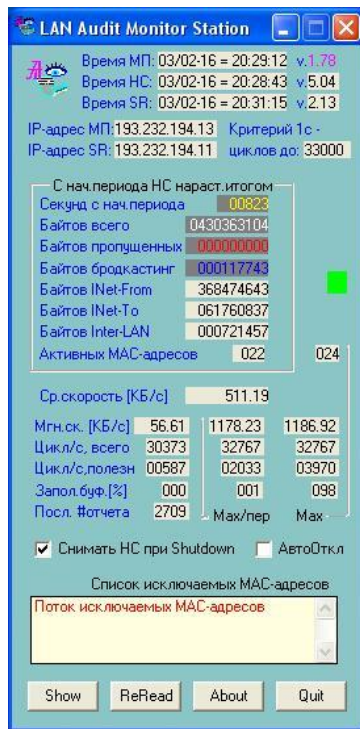 LAN Audit Monitor Station
Время МП: 03/02-16 = 20:29:12 v.1.78
Время НС: 03/02-16 = 20:28:43 v.5.04
Время SR: 03/02-16 = 20:31:15 v.2.13
IP-адрес МП: 193.232.194.13 Критерий 1с -
IP-адрес SR: 193.232.194.11 циклов до: 33000
С нач.периода НС нараст.итогом
Секунд с нач.периода 00823
Байтов всего 0430363104
Байтов пропущенных 000000000
Байтов бродкастинг 000117743
Байтов INet-From 368474643
Байтов INet-To 061760837
Байтов Inter-LAN 000721457
Активных MAC-адресов 022 024
Ср.скорость [КБ/с] 511.19
Мгн.ск. [КБ/с] 56.61 1178.23 1186.92
Цикл/с, всего 30373 32767 32767
Цикл/с,полезн 00587 02033 03970
Запол.буф.[%] 000 001 098
Посл. #отчета 2709 Мах/пер Мах
Снимать НС при Shutdown АвтоОткл
Список исключаемых МАС-адресов
Поток исключаемых МАС-адресов
Show ReRead About Quit